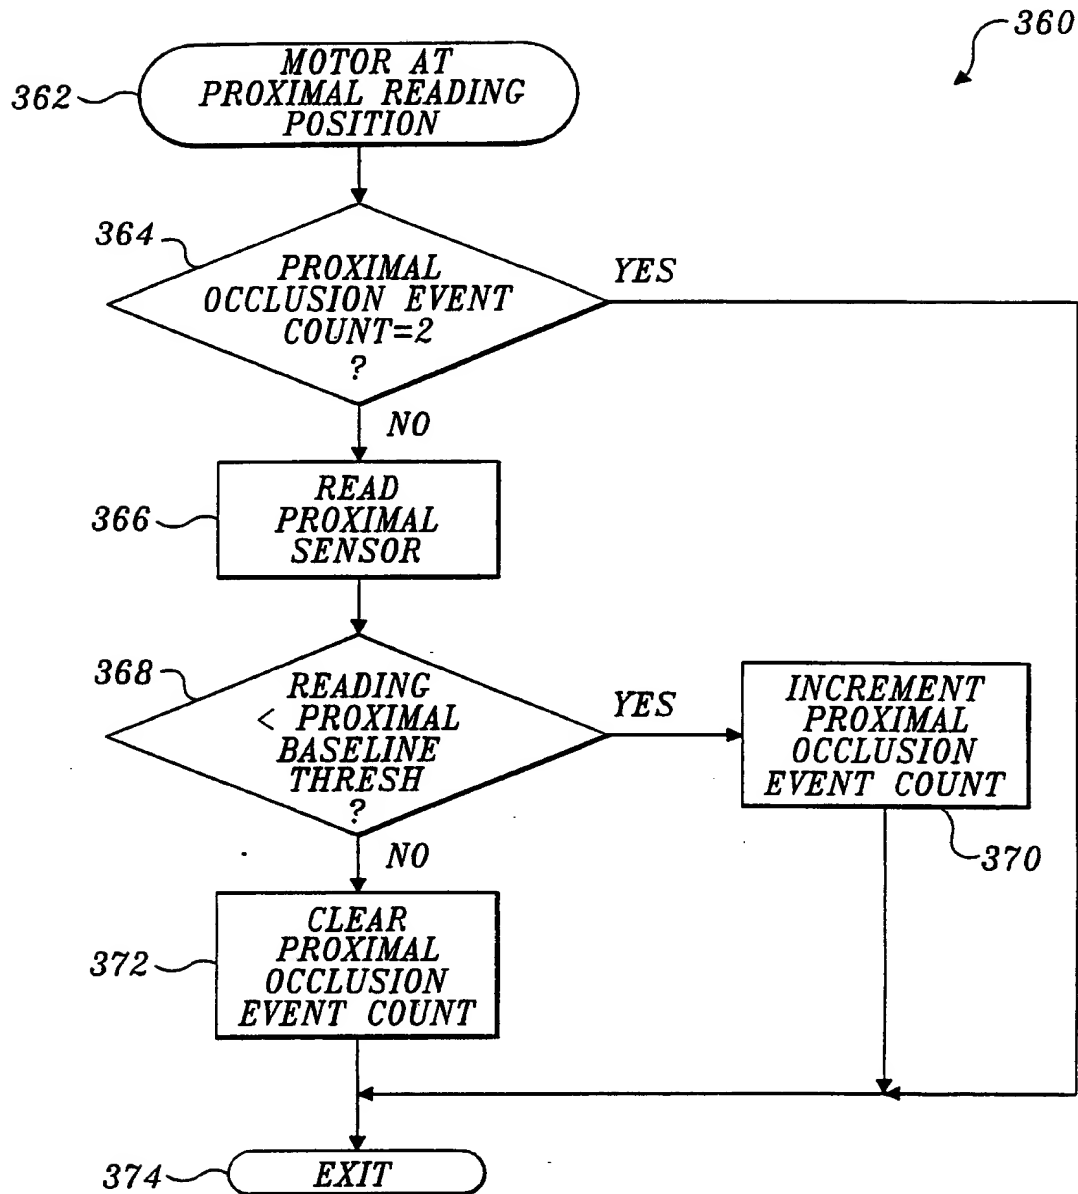 360
MOTOR AT
PROXIMAL READING
POSITION
362
364
PROXIMAL
OCCLUSION EVENT
COUNT=2
?
YES
NO
366
READ
PROXIMAL
SENSOR
368
READING
< PROXIMAL
BASELINE
THRESH
?
YES
INCREMENT
PROXIMAL
OCCLUSION
EVENT COUNT
370
NO
372
CLEAR
PROXIMAL
OCCLUSION
EVENT COUNT
374
EXIT